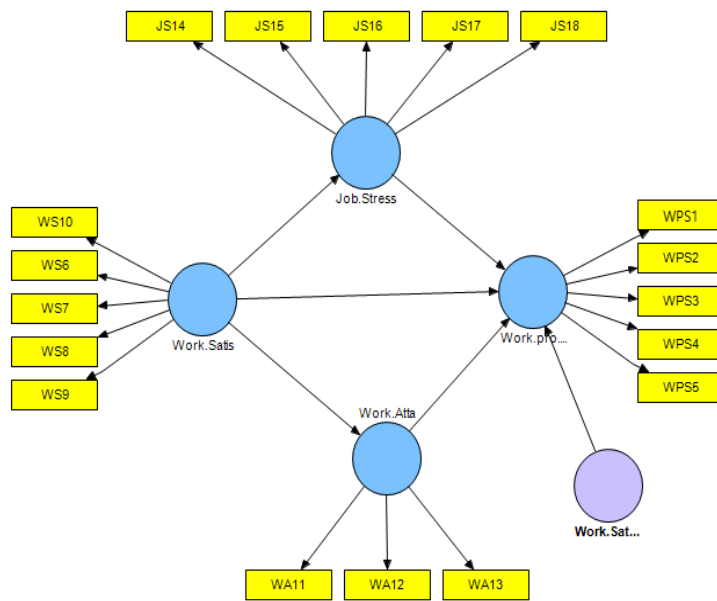 JS14
JS15
JS16
JS17
JS18
Job.Stress
WS10
WS6
WS7
WS8
WS9
Work.Satis
WPS1
WPS2
WPS3
WPS4
WPS5
Work.pro...
Work.Atta
Work.Sat...
WA11
WA12
WA13